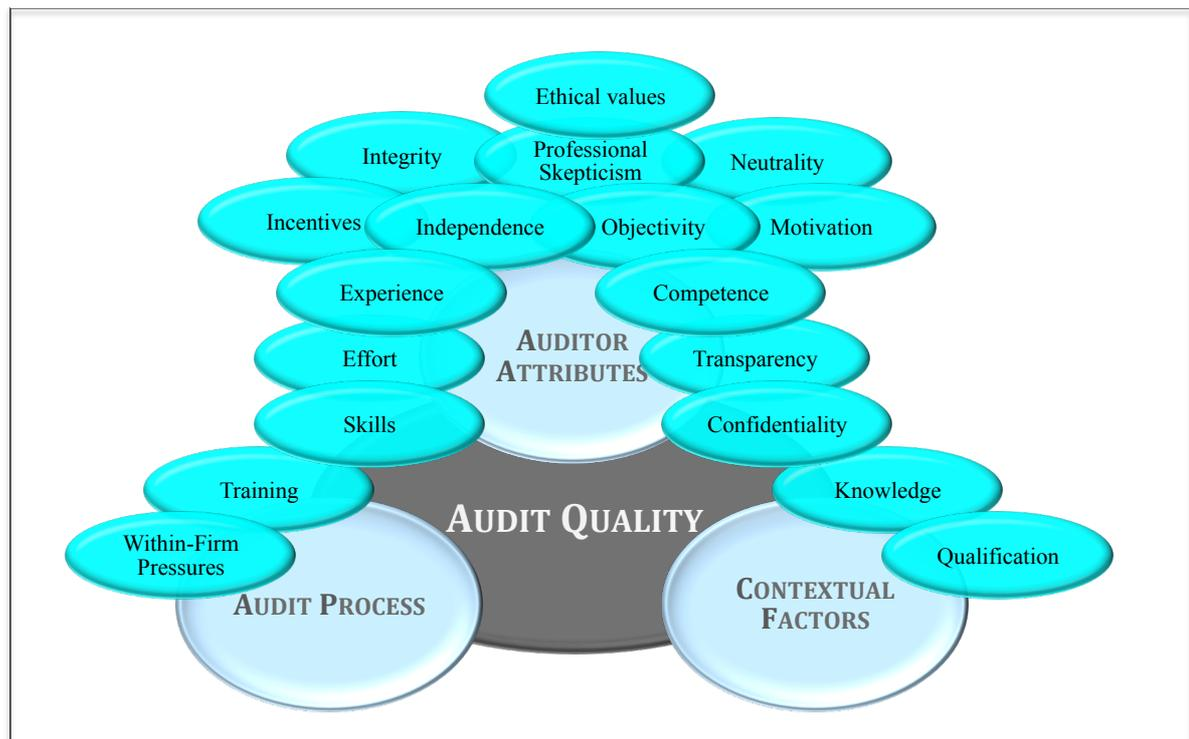 Ethical values
Integrity
Professional
Skepticism
Neutrality
Incentives
Independence
Objectivity
Motivation
Experience
Competence
AUDITOR
ATTRIBUTES
Effort
Transparency
Skills
Confidentiality
Training
Knowledge
AUDIT QUALITY
Within-Firm
Pressures
Qualification
AUDIT PROCESS
CONTEXTUAL
FACTORS